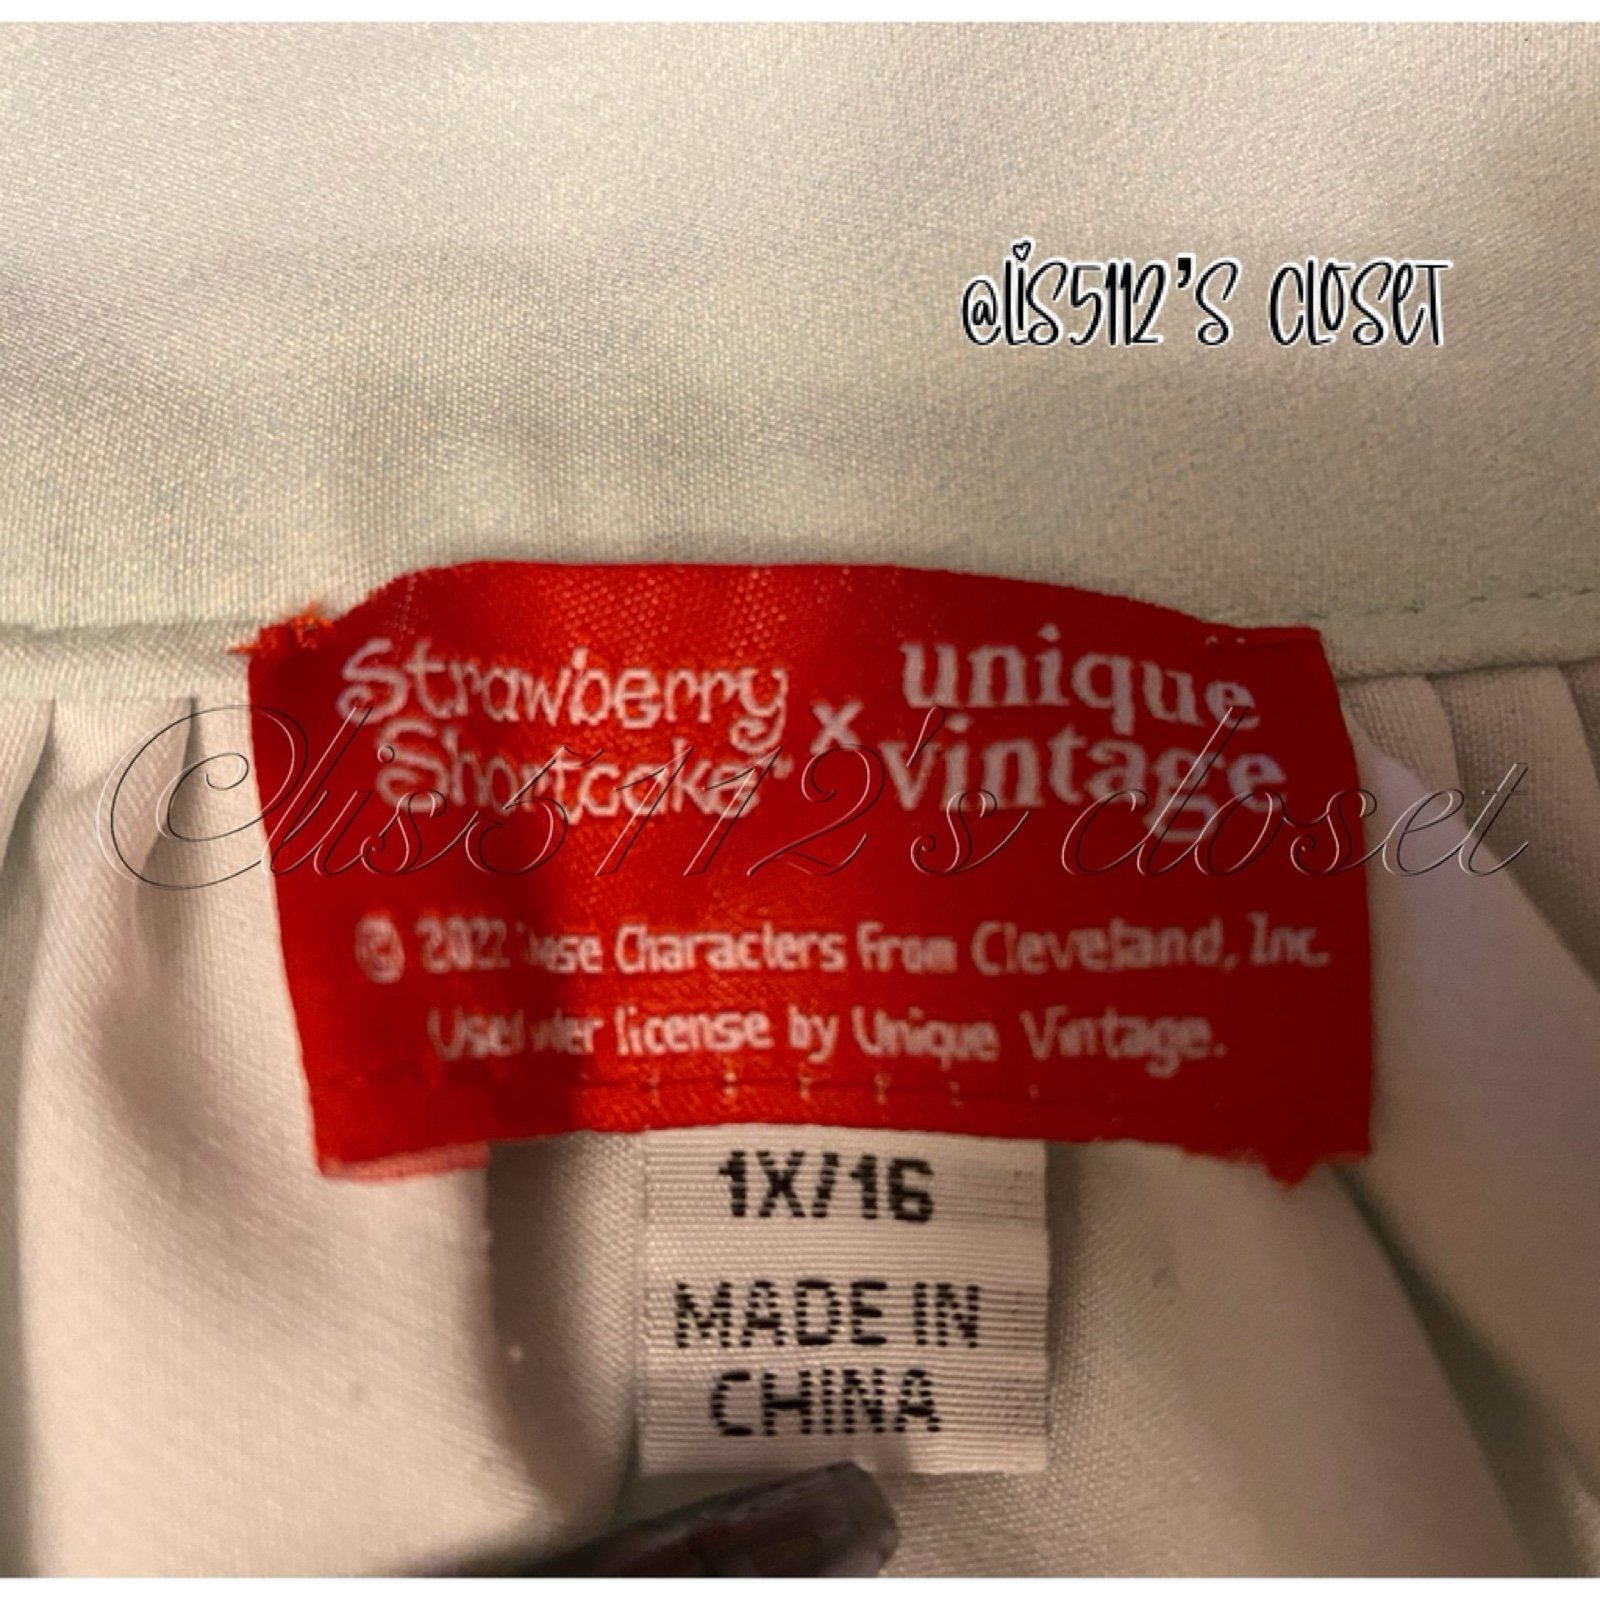 @lis5112's closet
Strawberry Shortcake™ x unique vintage
lis5112's closet
© 2022 Those Characters From Cleveland, Inc.
Used under license by Unique Vintage.
1X/16
MADE IN
CHINA